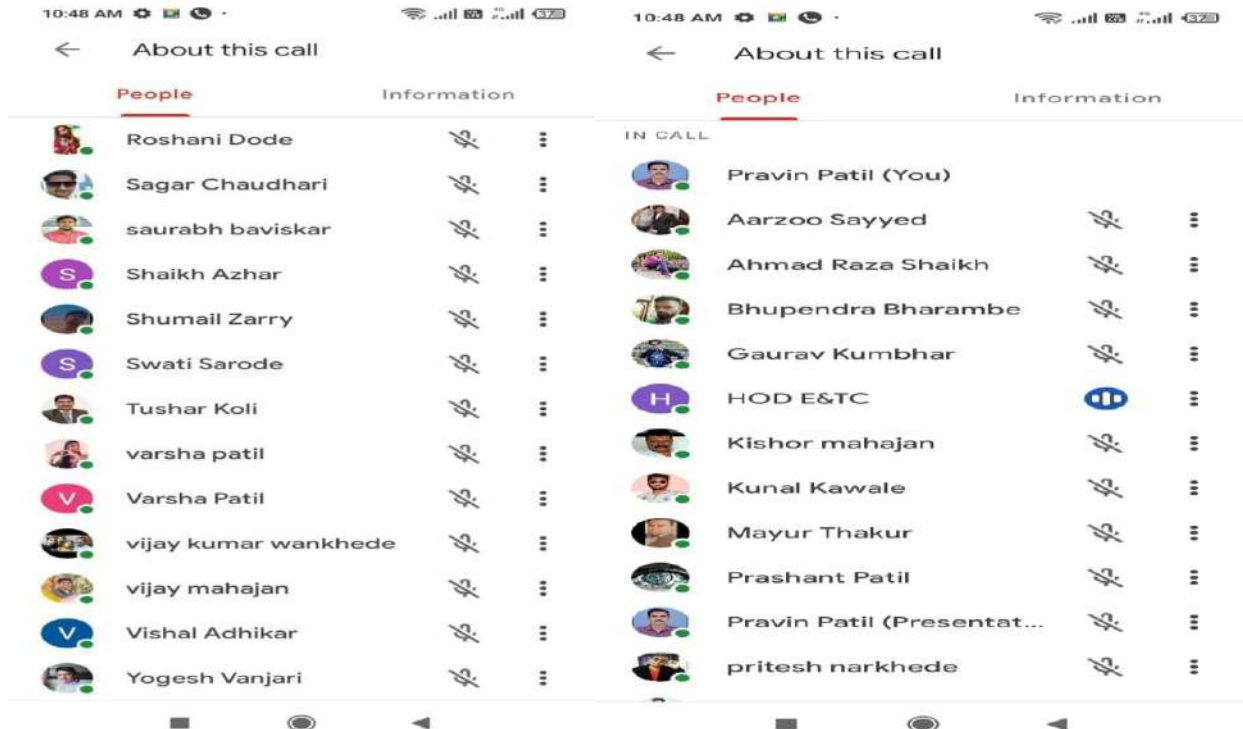 10:48 AM
37
About this call
People Information
Roshani Dode
Sagar Chaudhari
saurabh baviskar
S Shaikh Azhar
Shumail Zarry
S Swati Sarode
Tushar Koli
varsha patil
V Varsha Patil
vijay kumar wankhede
vijay mahajan
V Vishal Adhikar
Yogesh Vanjari
10:48 AM
37
About this call
People Information
IN CALL
Pravin Patil (You)
Aarzoo Sayyed
Ahmad Raza Shaikh
Bhupendra Bharambe
Gaurav Kumbhar
H HOD E&TC
Kishor mahajan
Kunal Kawale
Mayur Thakur
Prashant Patil
Pravin Patil (Presentat...
pritesh narkhede